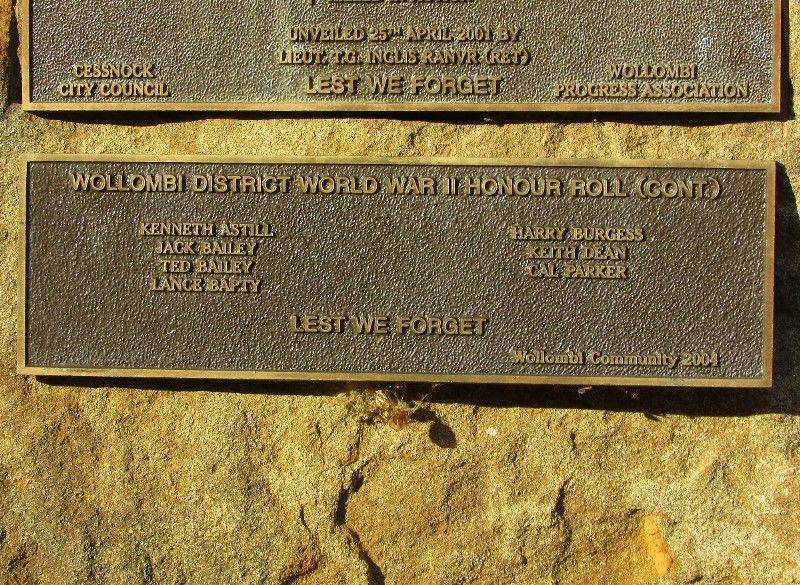 UNVEILED 25TH APRIL 2001 BY
LIEUT. T.G. INGLIS RANVR (RET)
CESSNOCK
CITY COUNCIL
LEST WE FORGET
WOLLOMBI
PROGRESS ASSOCIATION
WOLLOMBI DISTRICT WORLD WAR II HONOUR ROLL (CONT.)
KENNETH ASTILL
JACK BAILEY
TED BAILEY
LANCE BAPTY
HARRY BURGESS
KEITH DEAN
CAL PARKER
LEST WE FORGET
Wollombi Community 2004